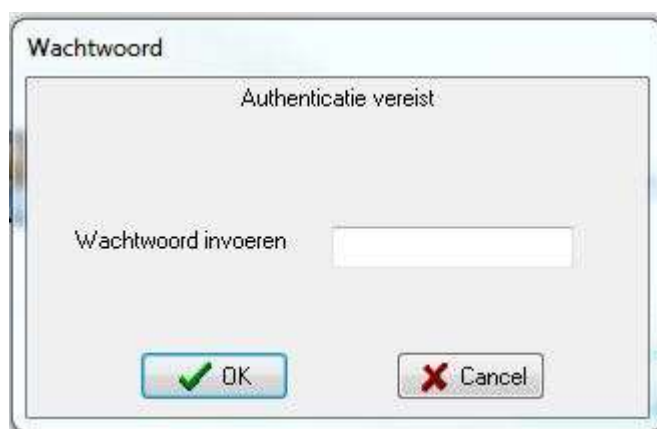 Wachtwoord
Authenticatie vereist
Wachtwoord invoeren
OK
Cancel